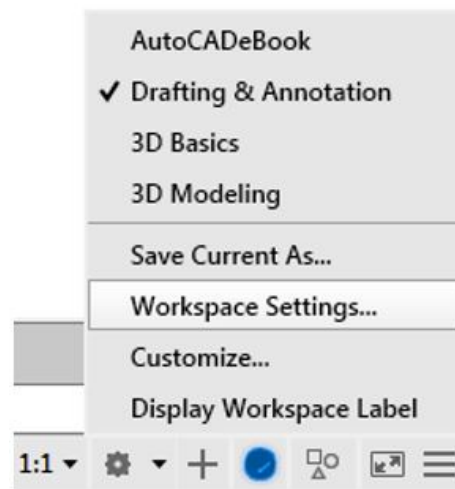 AutoCADeBook
Drafting & Annotation
3D Basics
3D Modeling
Save Current As...
Workspace Settings...
Customize...
Display Workspace Label
1:1